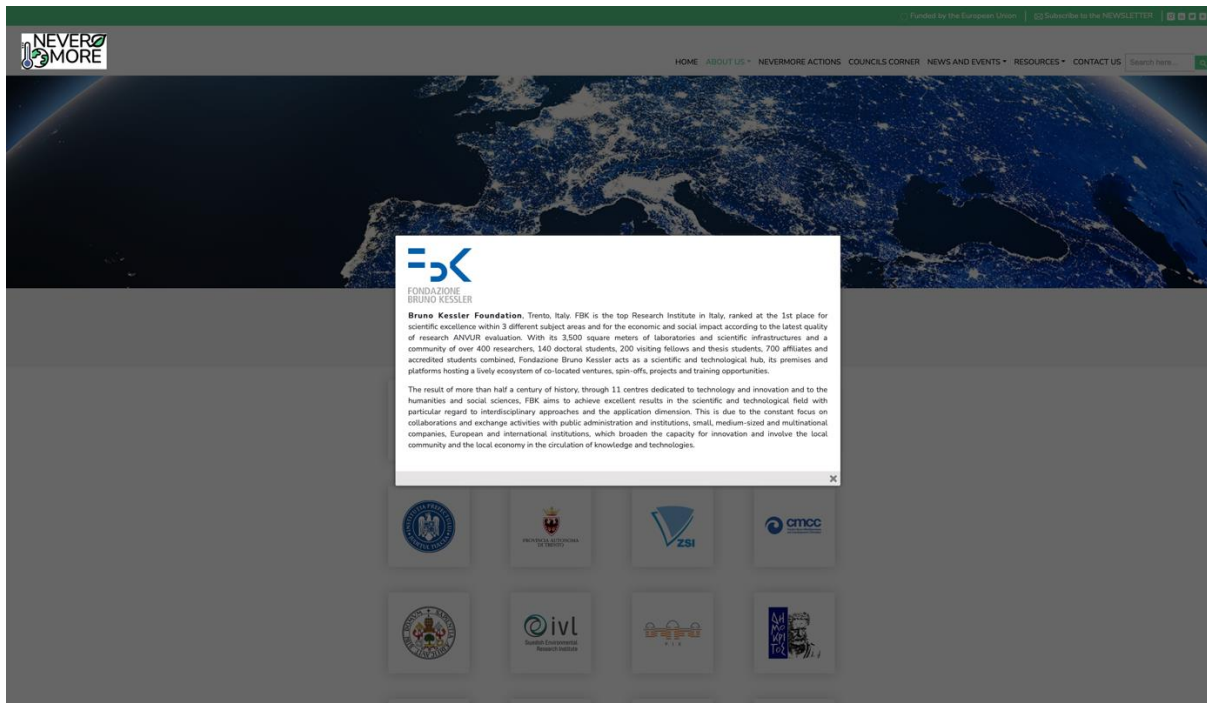 Funded by the European Union
Subscribe to the NEWSLETTER
NEVER
MORE
HOME ABOUT US NEVERMORE ACTIONS COUNCILS CORNER NEWS AND EVENTS RESOURCES CONTACT US Search here...
FBK
FONDAZIONE
BRUNO KESSLER
Bruno Kessler Foundation, Trento, Italy. FBK is the top Research Institute in Italy, ranked at the 1st place for
scientific excellence within 3 different subject areas and for the economic and social impact according to the latest quality
of research ANVUR evaluation. With its 3,500 square meters of laboratories and scientific infrastructures and a
community of over 400 researchers, 140 doctoral students, 200 visiting fellows and thesis students, 700 affiliates and
accredited students combined, Fondazione Bruno Kessler acts as a scientific and technological hub, its premises and
platforms hosting a lively ecosystem of co-located ventures, spin-offs, projects and training opportunities.
The result of more than half a century of history, through 11 centres dedicated to technology and innovation and to the
humanities and social sciences, FBK aims to achieve excellent results in the scientific and technological field with
particular regard to interdisciplinary approaches and the application dimension. This is due to the constant focus on
collaborations and exchange activities with public administration and institutions, small, medium-sized and multinational
companies, European and international institutions, which broaden the capacity for innovation and involve the local
community and the local economy in the circulation of knowledge and technologies.
PROVINCIA AUTONOMA
DI TRENTO
ZSI
cmcc
ivl
Swedish Environmental
Research Institute
ΔΗ
ΜΟ
ΚΡΙ
ΤΟΣ